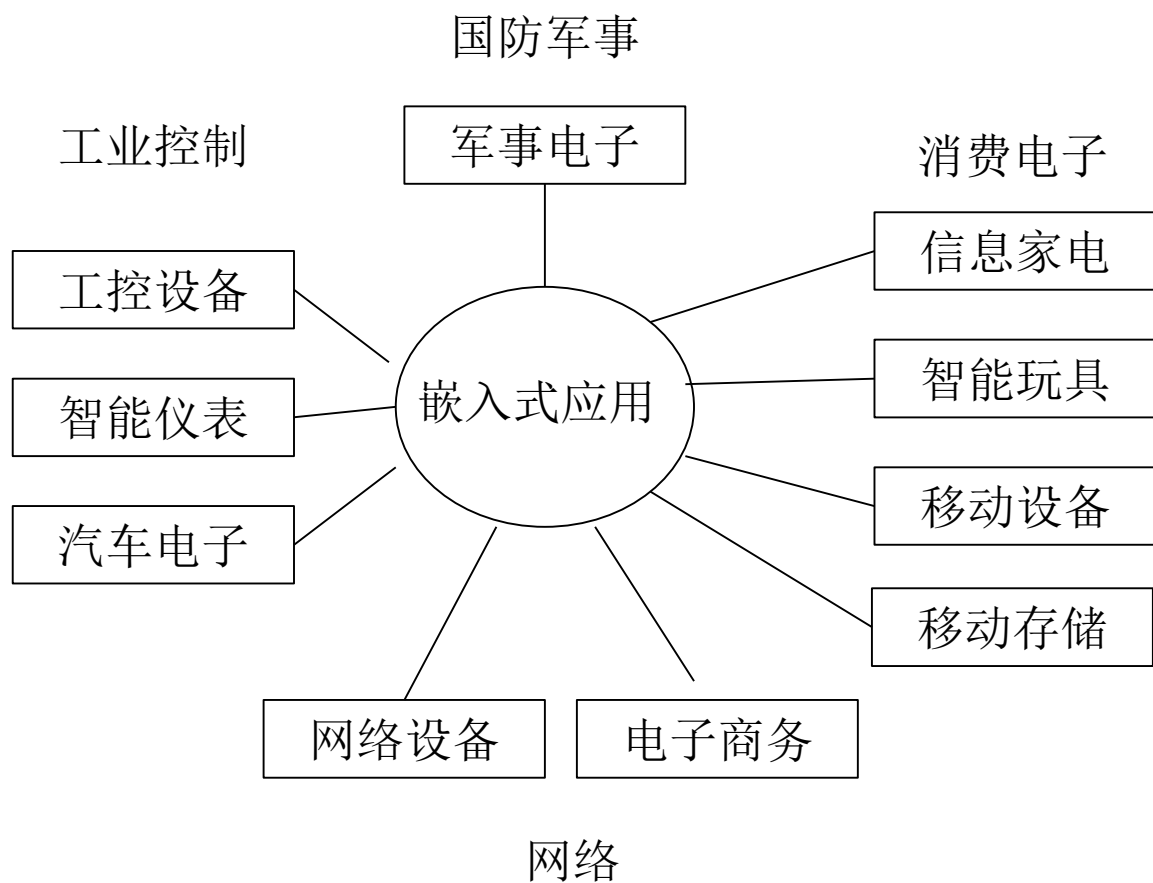 国防军事
工业控制
军事电子
消费电子
信息家电
工控设备
智能玩具
嵌入式应用
智能仪表
移动设备
汽车电子
移动存储
网络设备
电子商务
网络